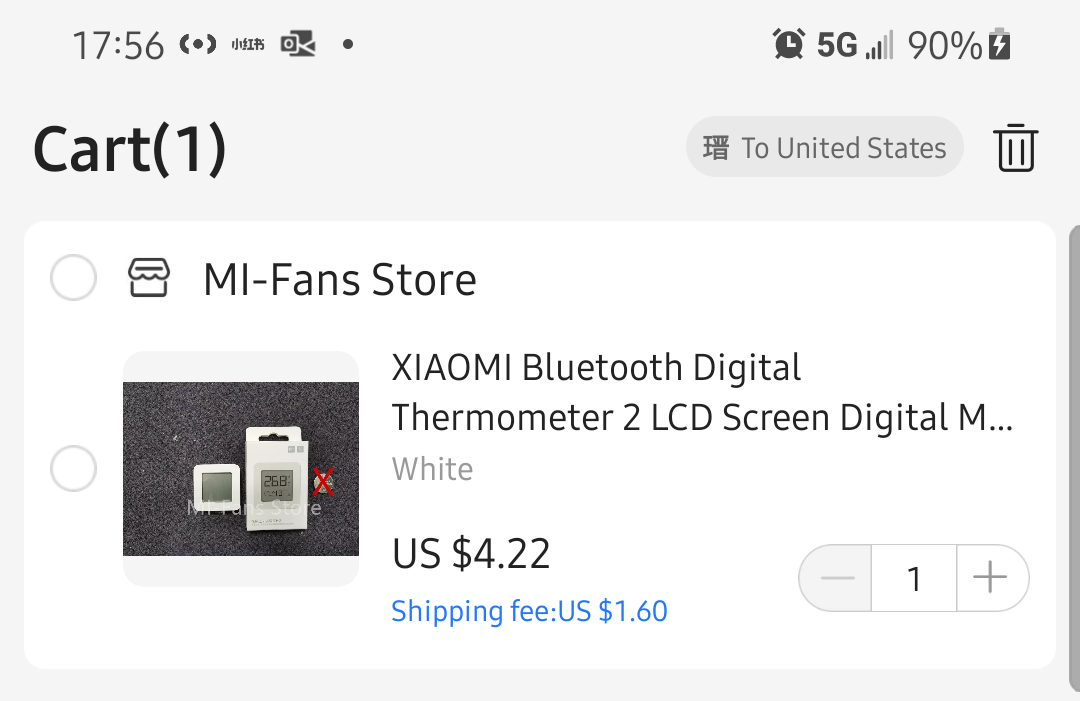 17:56 小红书 5G 90%
Cart(1)
To United States
MI-Fans Store
XIAOMI Bluetooth Digital
Thermometer 2 LCD Screen Digital M...
White
26.8
MI-Fans Store
US $4.22
1
Shipping fee:US $1.60